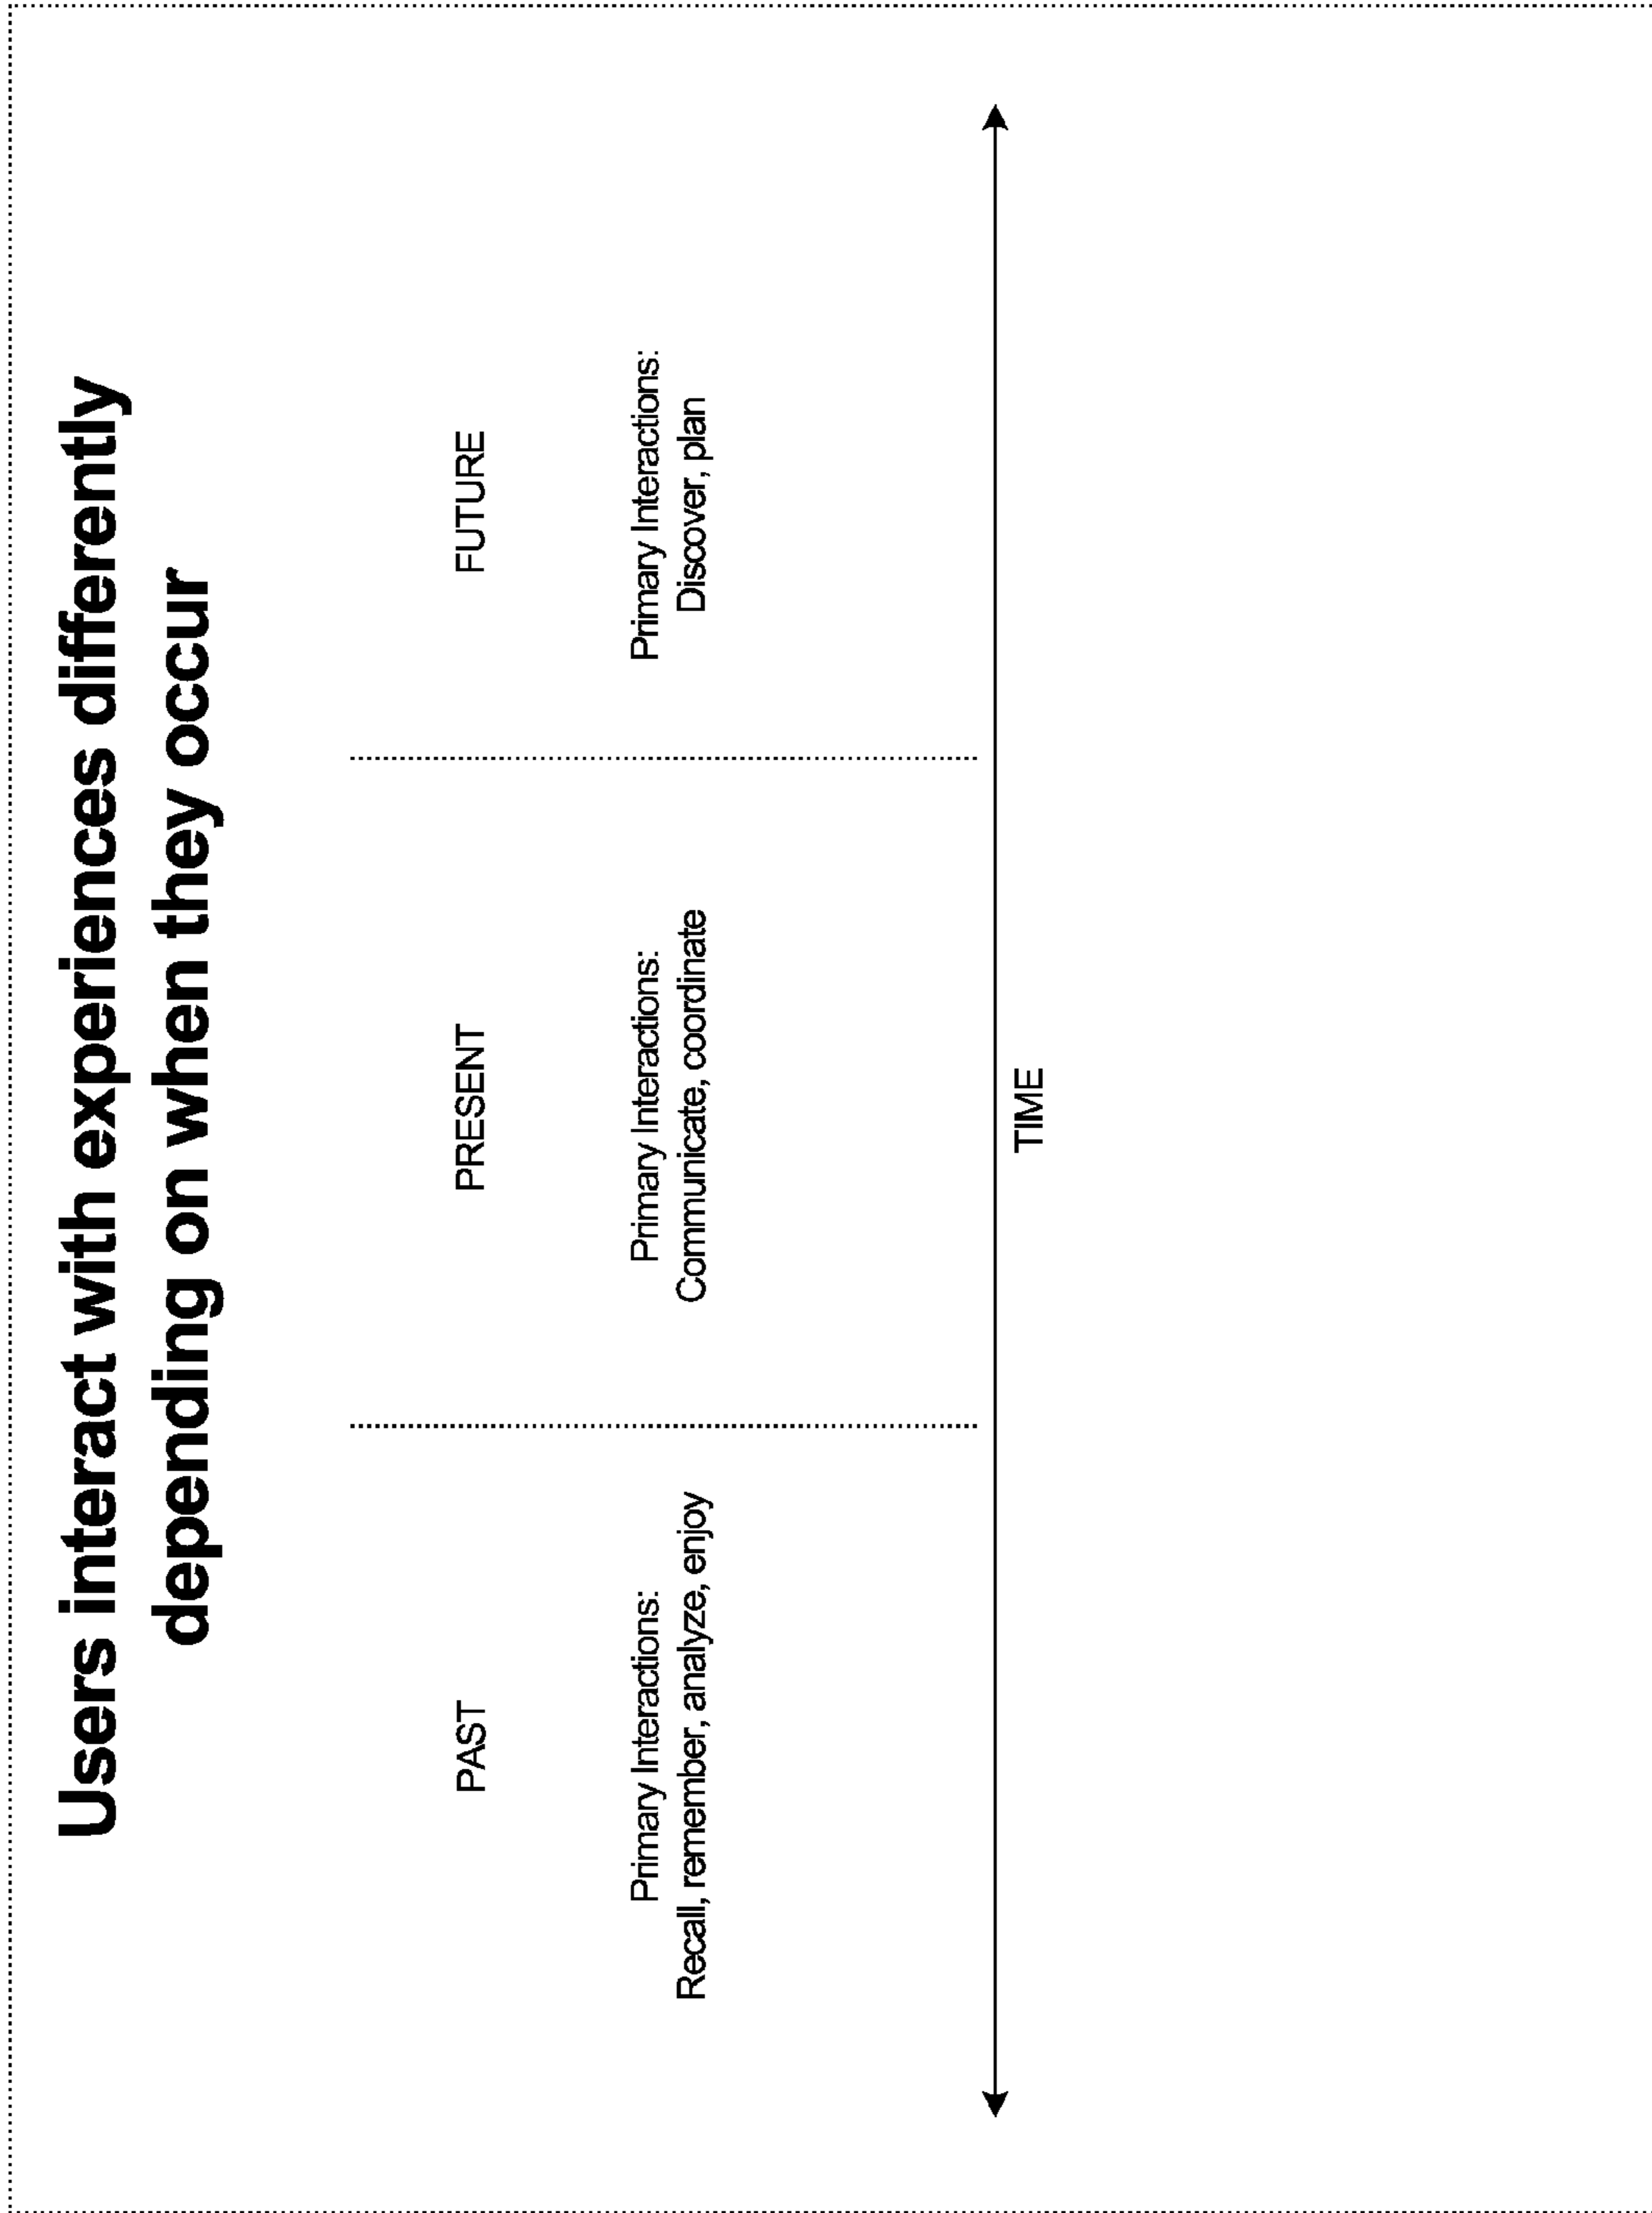 Users interact with experiences differently
depending on when they occur
PAST
PRESENT
FUTURE
Primary Interactions:
Recall, remember, analyze, enjoy
Primary Interactions:
Communicate, coordinate
Primary Interactions:
Discover, plan
TIME